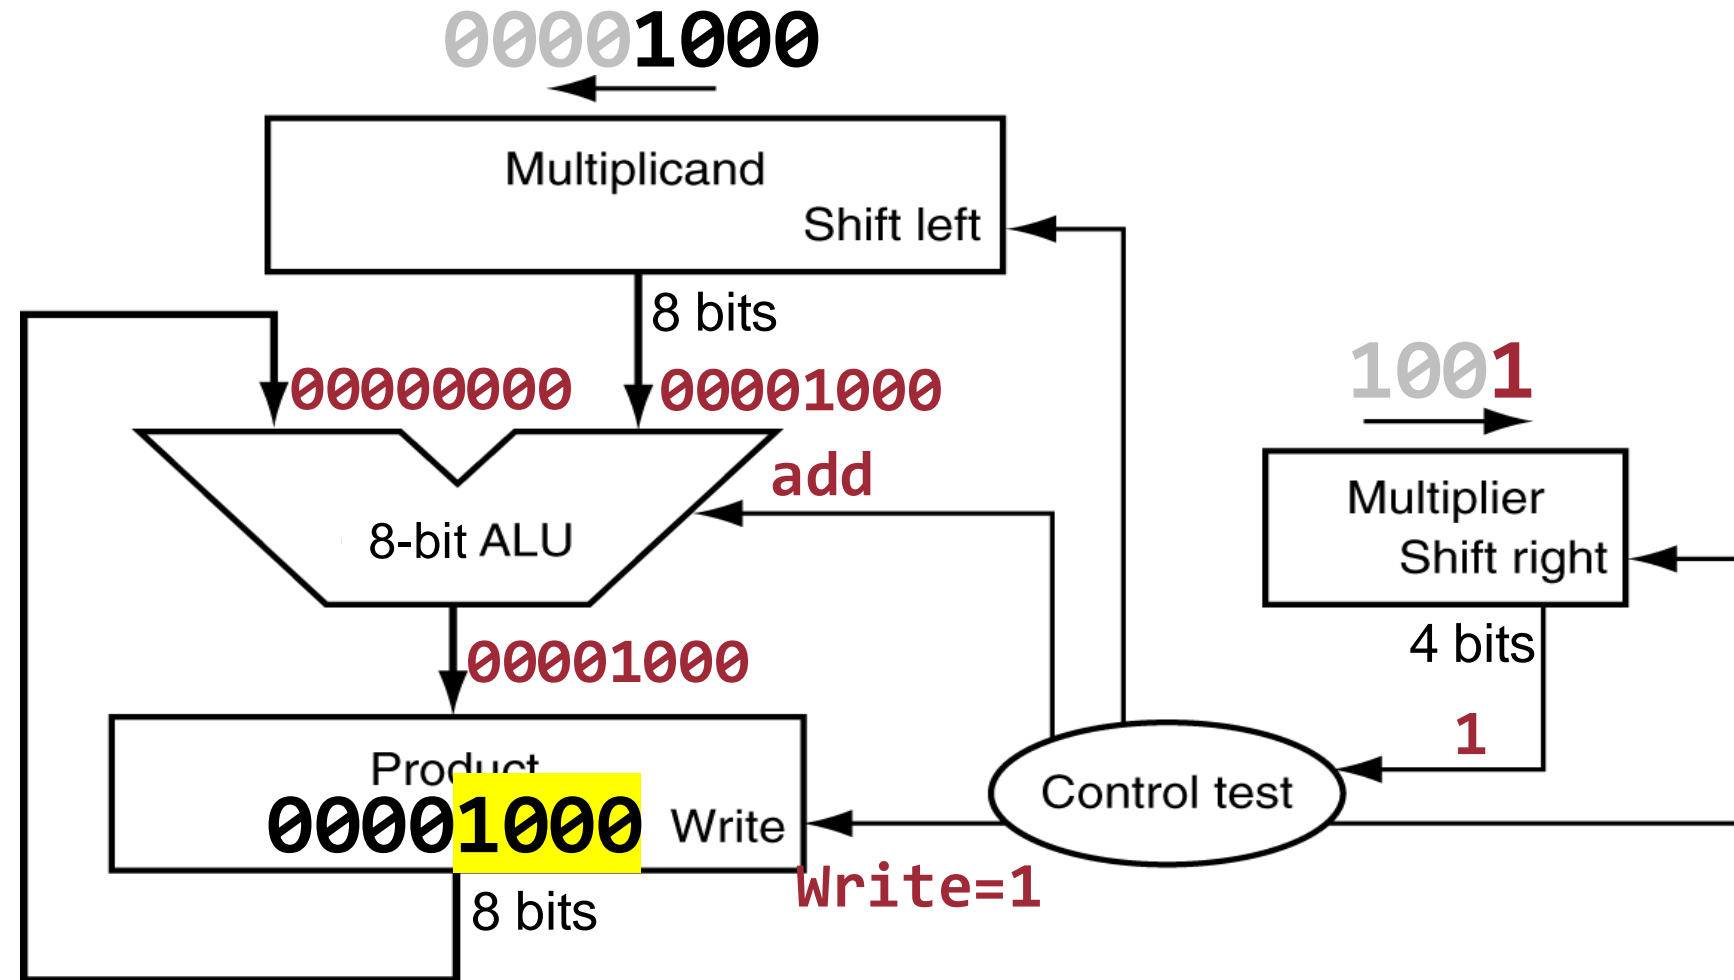 00001000
Multiplicand
Shift left
8 bits
00000000
00001000
1001
add
Multiplier
Shift right
8-bit ALU
4 bits
00001000
1
Product
Control test
00001000
Write
Write=1
8 bits